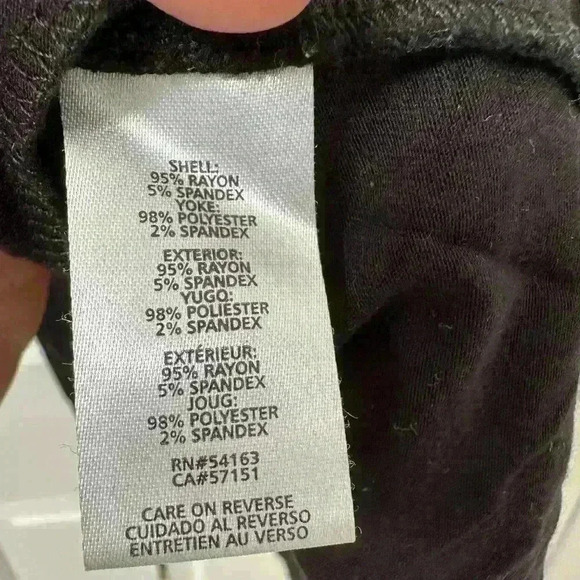 SHELL:
95% RAYON
5% SPANDEX
YOKE:
98% POLYESTER
2% SPANDEX
EXTERIOR:
95% RAYON
5% SPANDEX
YUGO:
98% POLIÉSTER
2% SPANDEX
EXTÉRIEUR:
95% RAYON
5% SPANDEX
JOUG:
98% POLYESTER
2% SPANDEX
RN#54163
CA#57151
CARE ON REVERSE
CUIDADO AL REVERSO
ENTRETIEN AU VERSO